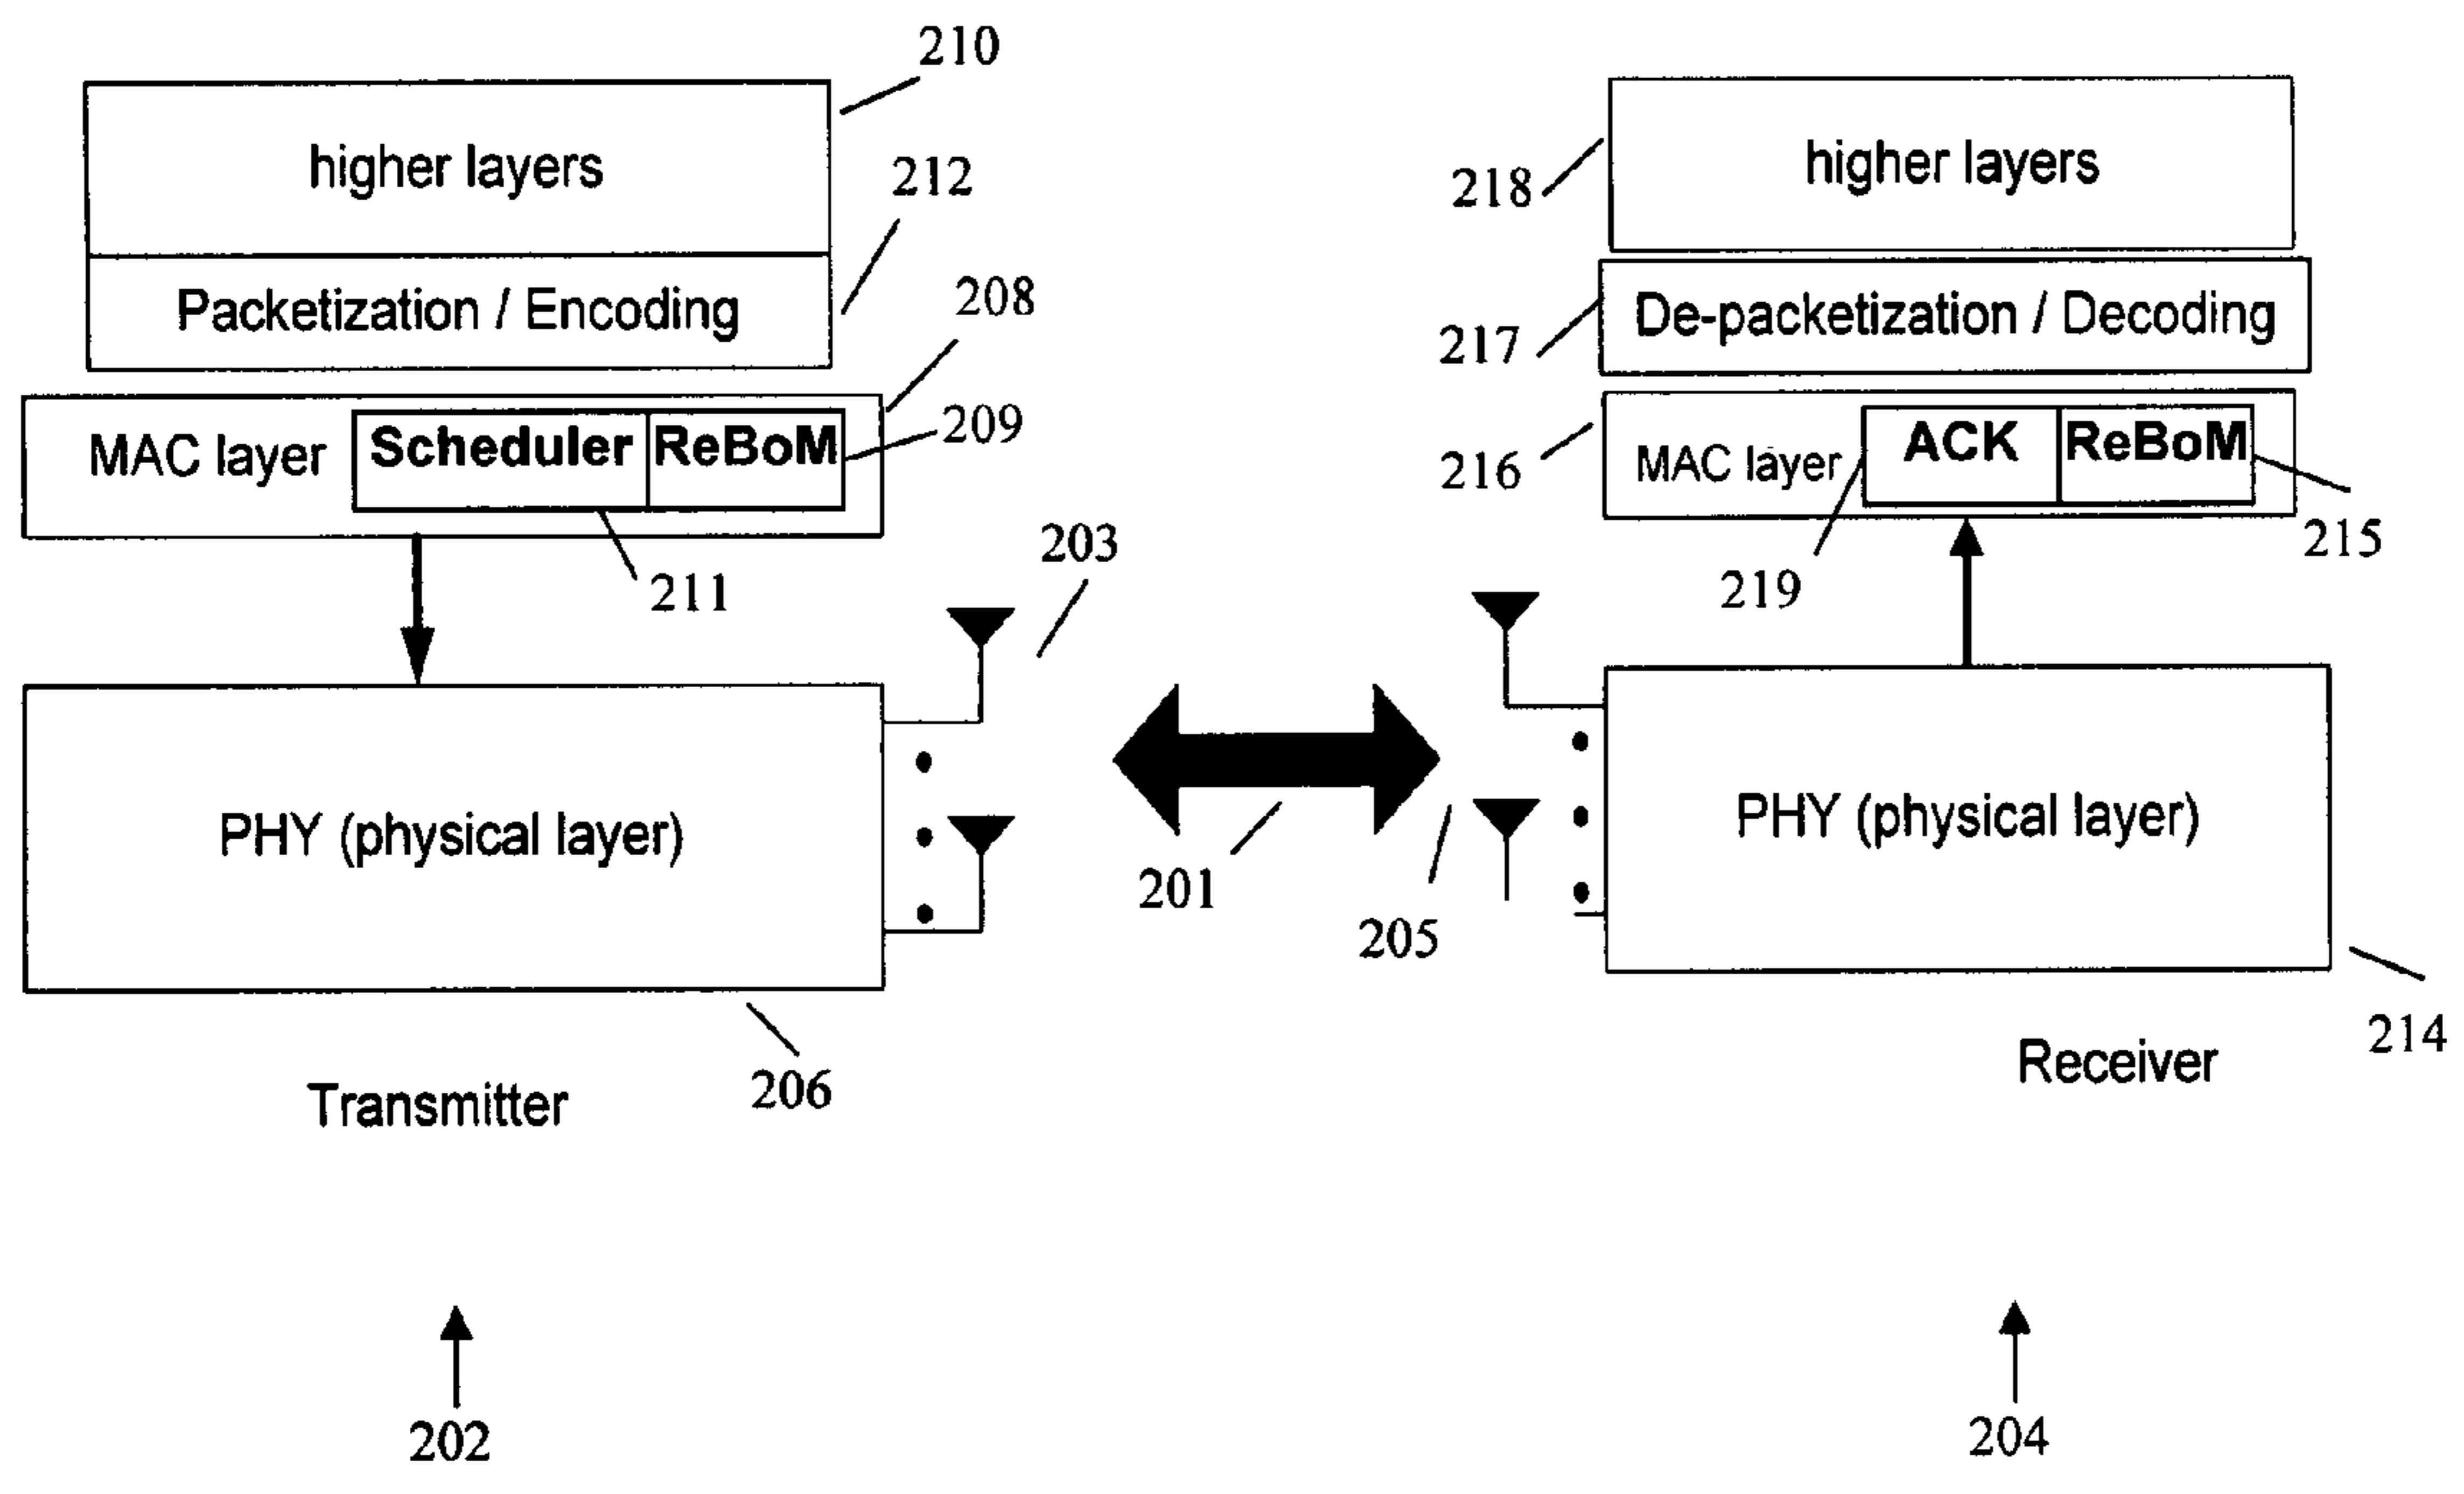 210
higher layers
212
Packetization / Encoding
208
MAC layer Scheduler ReBoM
209
211
203
PHY (physical layer)
206
Transmitter
202
201
218
higher layers
217
De-packetization / Decoding
216
MAC layer ACK ReBoM
215
219
205
PHY (physical layer)
214
Receiver
204